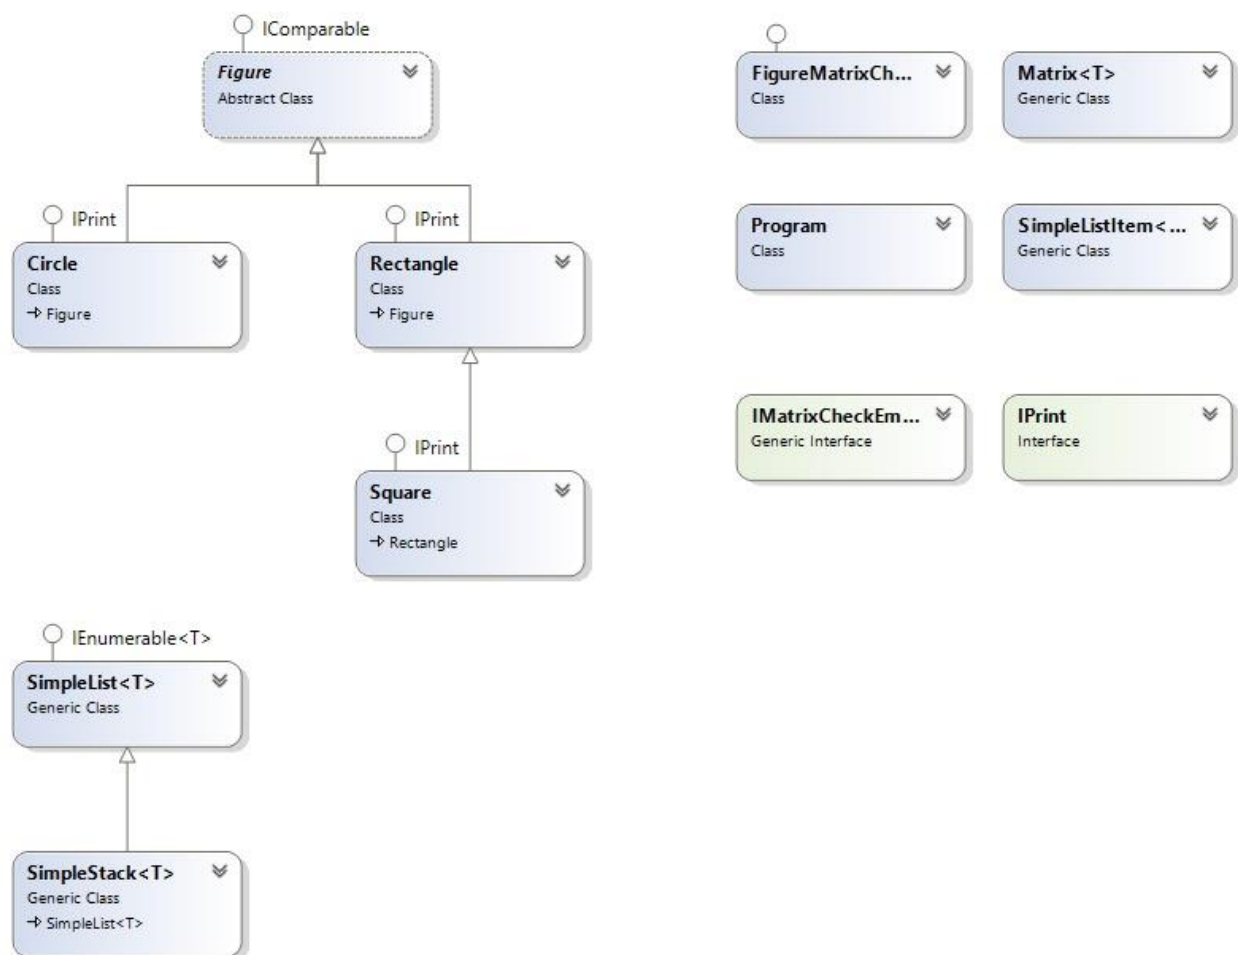 IComparable
Figure
Abstract Class
IPrint
Circle
Class
Figure
IPrint
Rectangle
Class
Figure
IPrint
Square
Class
Rectangle
IEnumerable<T>
SimpleList<T>
Generic Class
SimpleStack<T>
Generic Class
SimpleList<T>
FigureMatrixCh...
Class
Matrix<T>
Generic Class
Program
Class
SimpleListItem<...
Generic Class
IMatrixCheckEm...
Generic Interface
IPrint
Interface